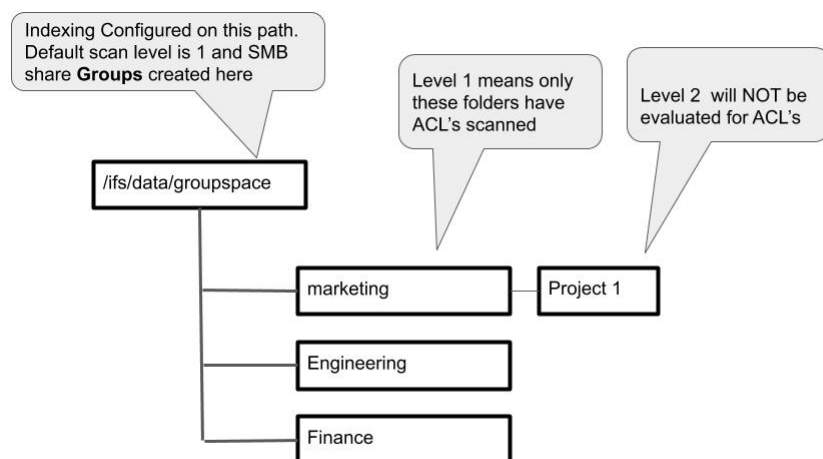 Indexing Configured on this path.
Default scan level is 1 and SMB
share Groups created here
Level 1 means only
these folders have
ACL's scanned
Level 2  will NOT be
evaluated for ACL's
/ifs/data/groupspace
marketing
Project 1
Engineering
Finance